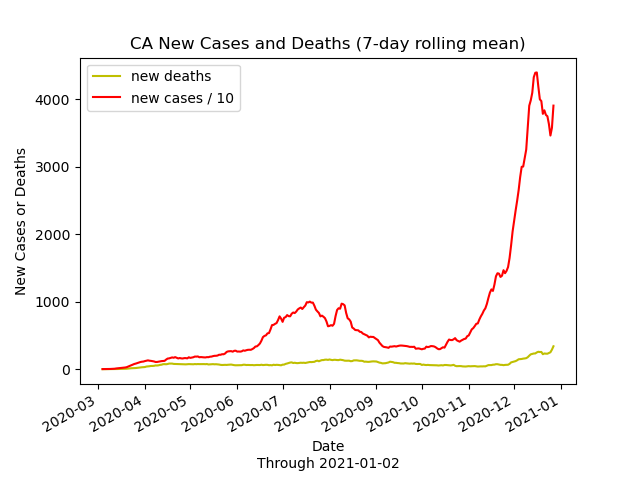 CA New Cases and Deaths (7-day rolling mean)
new deaths
new cases / 10
New Cases or Deaths
4000
3000
2000
1000
0
2020-03
2020-04
2020-05
2020-06
2020-07
2020-08
2020-09
2020-10
2020-11
2020-12
2021-01
Date
Through 2021-01-02